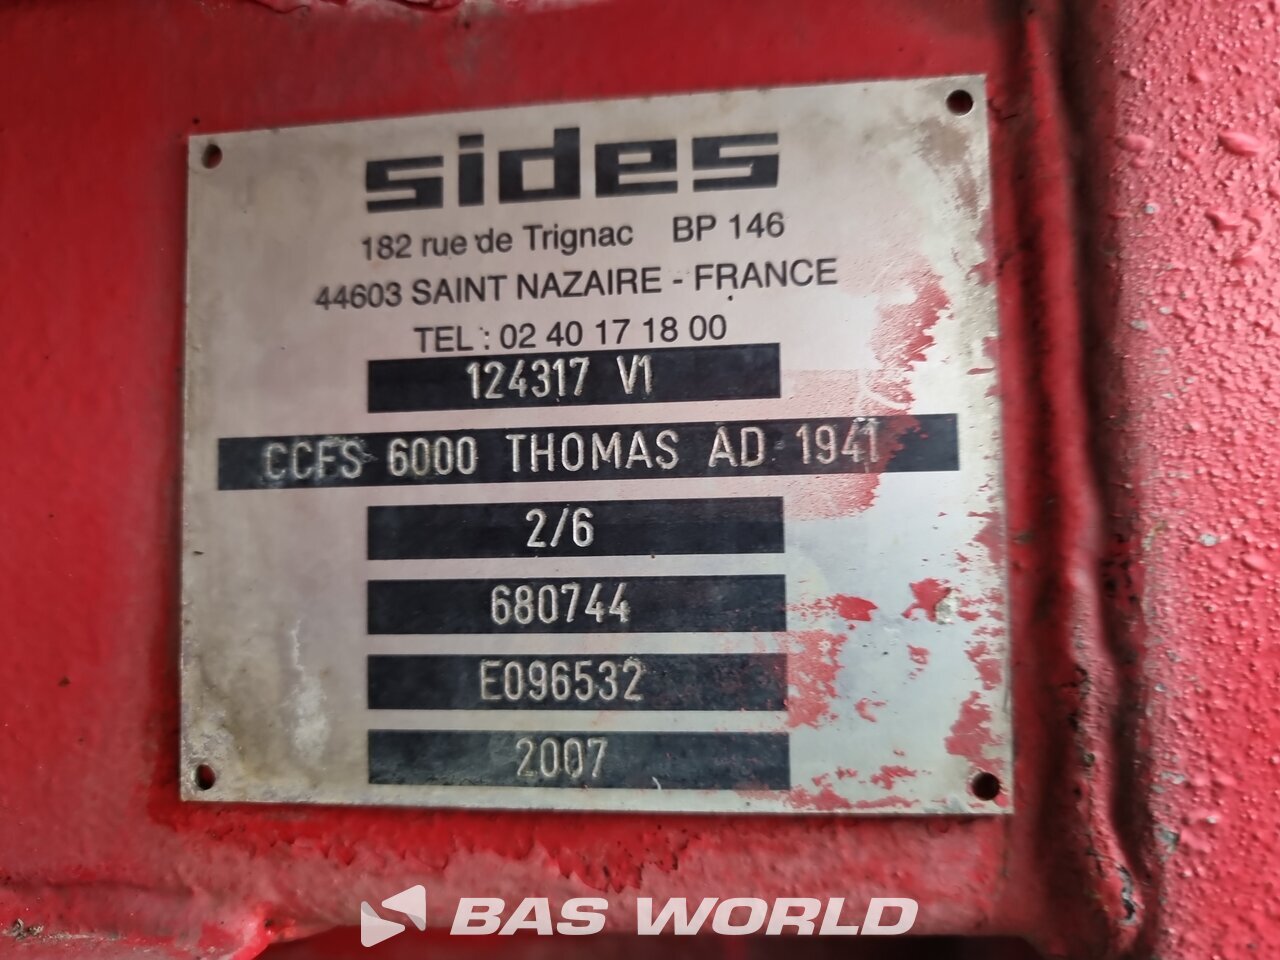 sides
182 rue de Trignac BP 146
44603 SAINT NAZAIRE - FRANCE
TEL : 02 40 17 18 00
124317 V1
CCFS 6000 THOMAS AD 1941
2/6
680744
E096532
2007
BAS WORLD